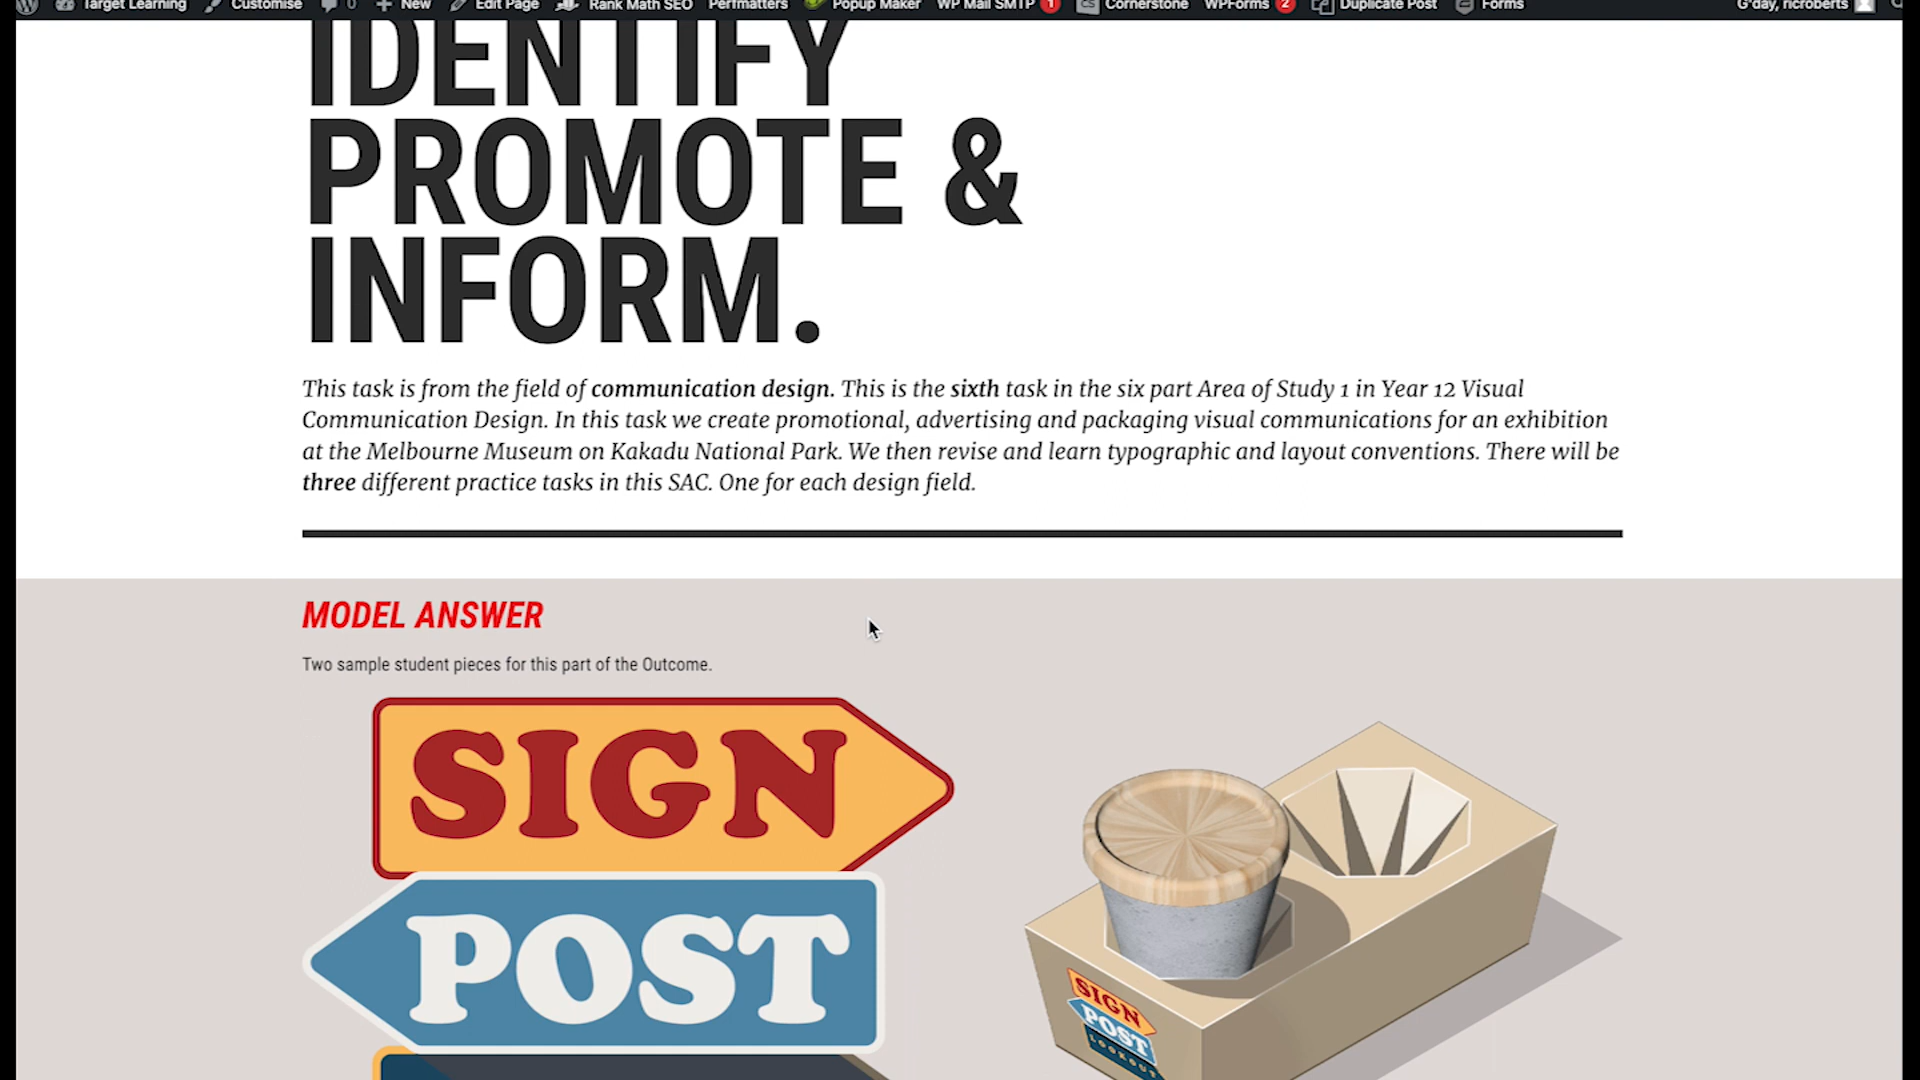 Target Learning Customise 0 New Edit Page Rank Math SEO Perfmatters Popup Maker WP Mail SMTP 1 Cornerstone WPForms 2 Duplicate Post Forms G'day, ricroberts
IDENTIFY
PROMOTE &
INFORM.
This task is from the field of communication design. This is the sixth task in the six part Area of Study 1 in Year 12 Visual
Communication Design. In this task we create promotional, advertising and packaging visual communications for an exhibition
at the Melbourne Museum on Kakadu National Park. We then revise and learn typographic and layout conventions. There will be
three different practice tasks in this SAC. One for each design field.
MODEL ANSWER
Two sample student pieces for this part of the Outcome.
SIGN
POST
SIGN
POST
LOOKOUT